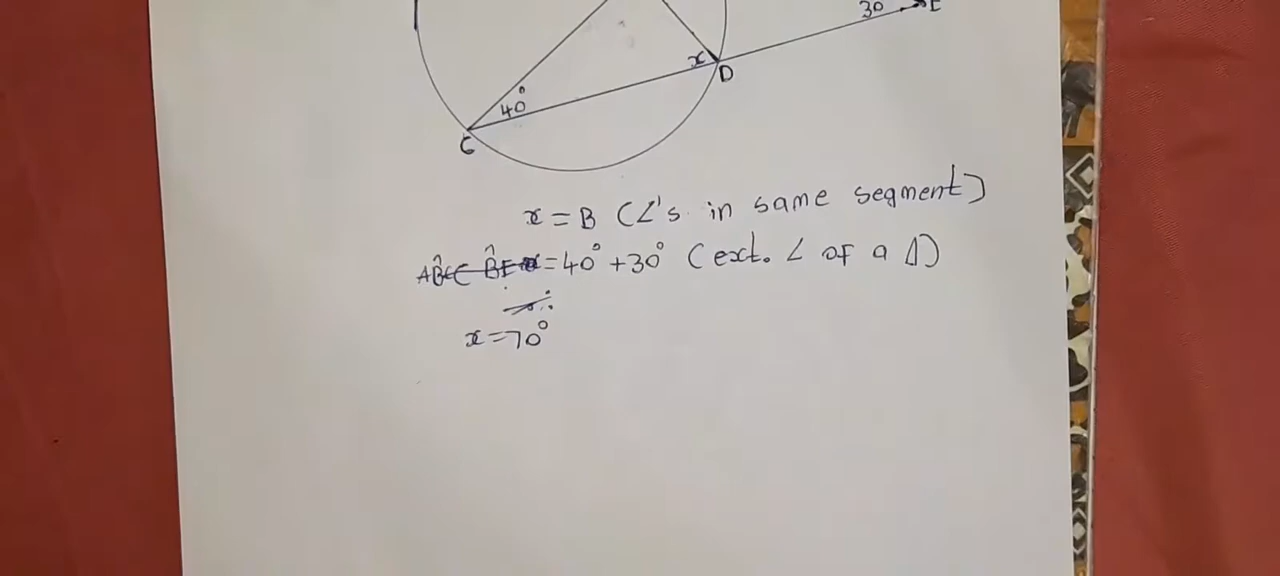 30 E
x
D
40°
C
x = B (∠'s in same segment)
= 40° + 30° (ext. ∠ of a Δ)
x = 70°